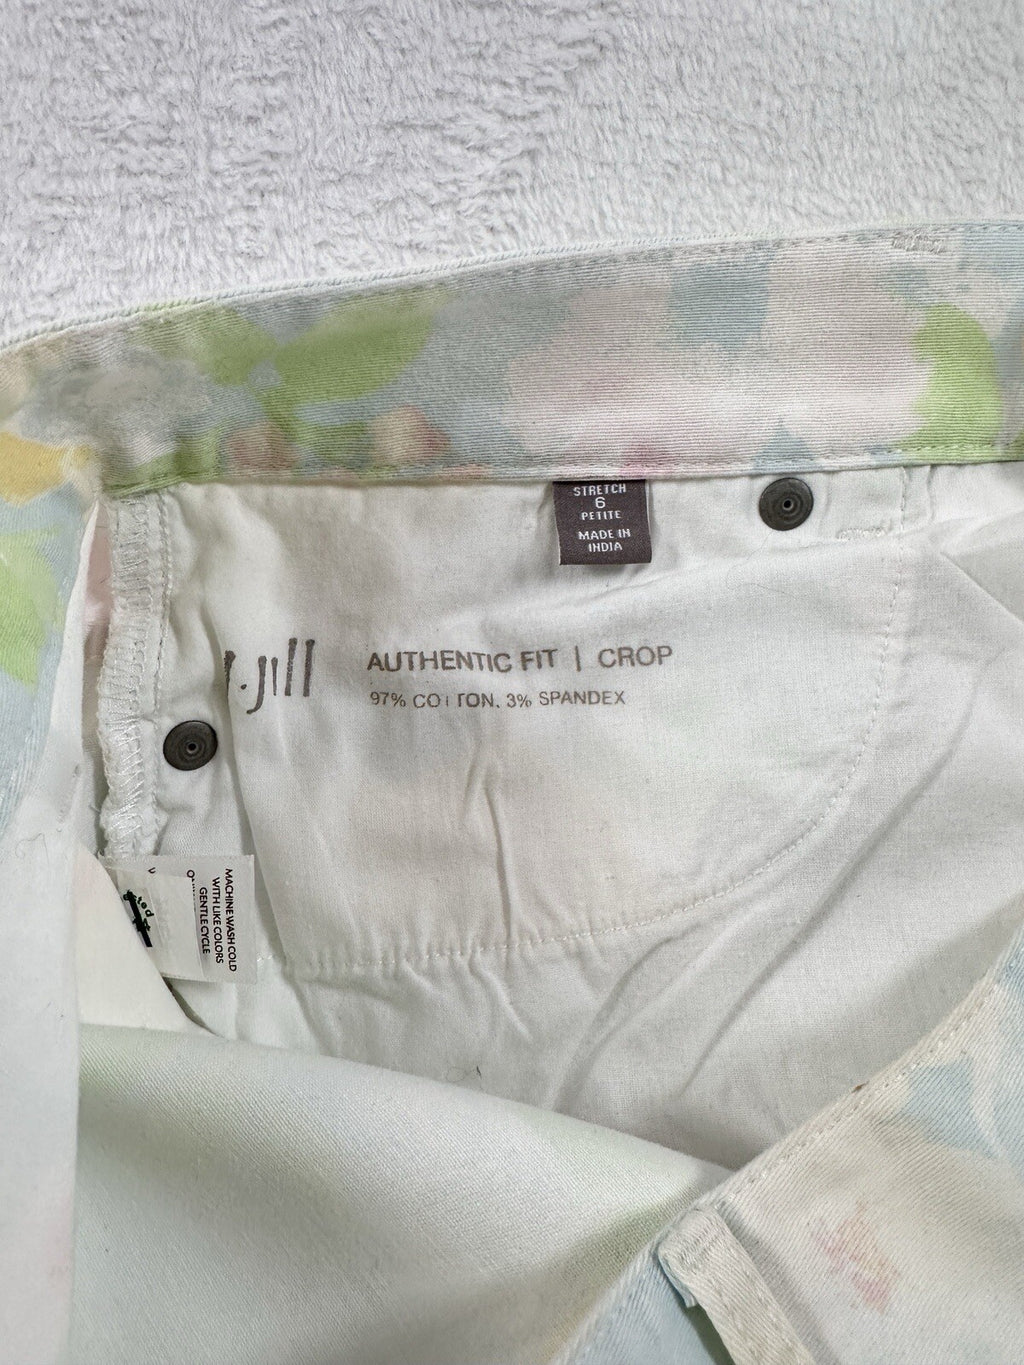 STRETCH
6
PETITE
MADE IN
INDIA
J.Jill
AUTHENTIC FIT | CROP
97% COTTON, 3% SPANDEX
MACHINE WASH COLD
WITH LIKE COLORS
GENTLE CYCLE